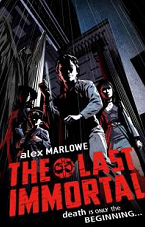 alex MARLOWE
THE LAST
IMMORTAL
death IS ONLY THE
BEGINNING...